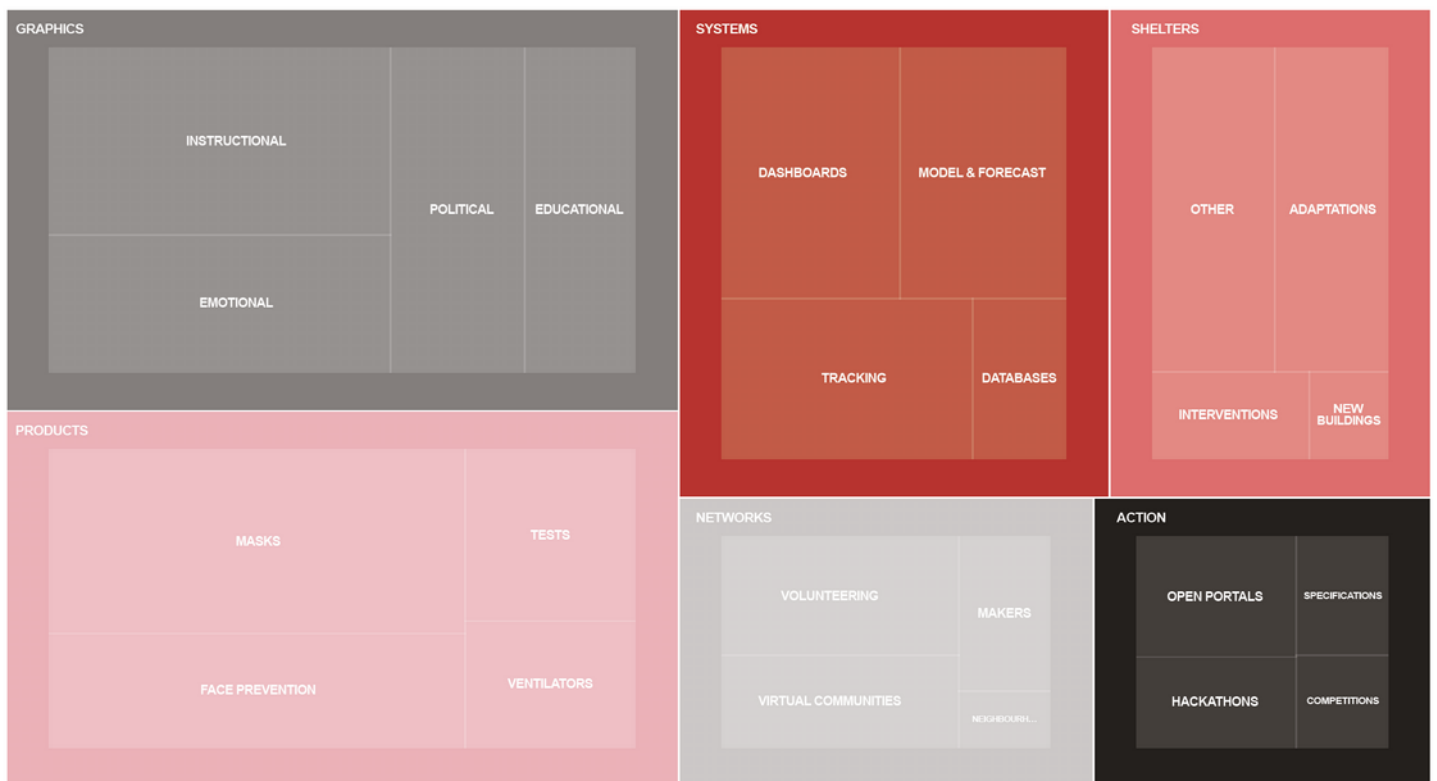 GRAPHICS
INSTRUCTIONAL
EMOTIONAL
POLITICAL
EDUCATIONAL
PRODUCTS
MASKS
FACE PREVENTION
TESTS
VENTILATORS
SYSTEMS
DASHBOARDS
MODEL & FORECAST
TRACKING
DATABASES
SHELTERS
OTHER
ADAPTATIONS
INTERVENTIONS
NEW
BUILDINGS
NETWORKS
VOLUNTEERING
VIRTUAL COMMUNITIES
MAKERS
NEIGHBOURH...
ACTION
OPEN PORTALS
HACKATHONS
SPECIFICATIONS
COMPETITIONS